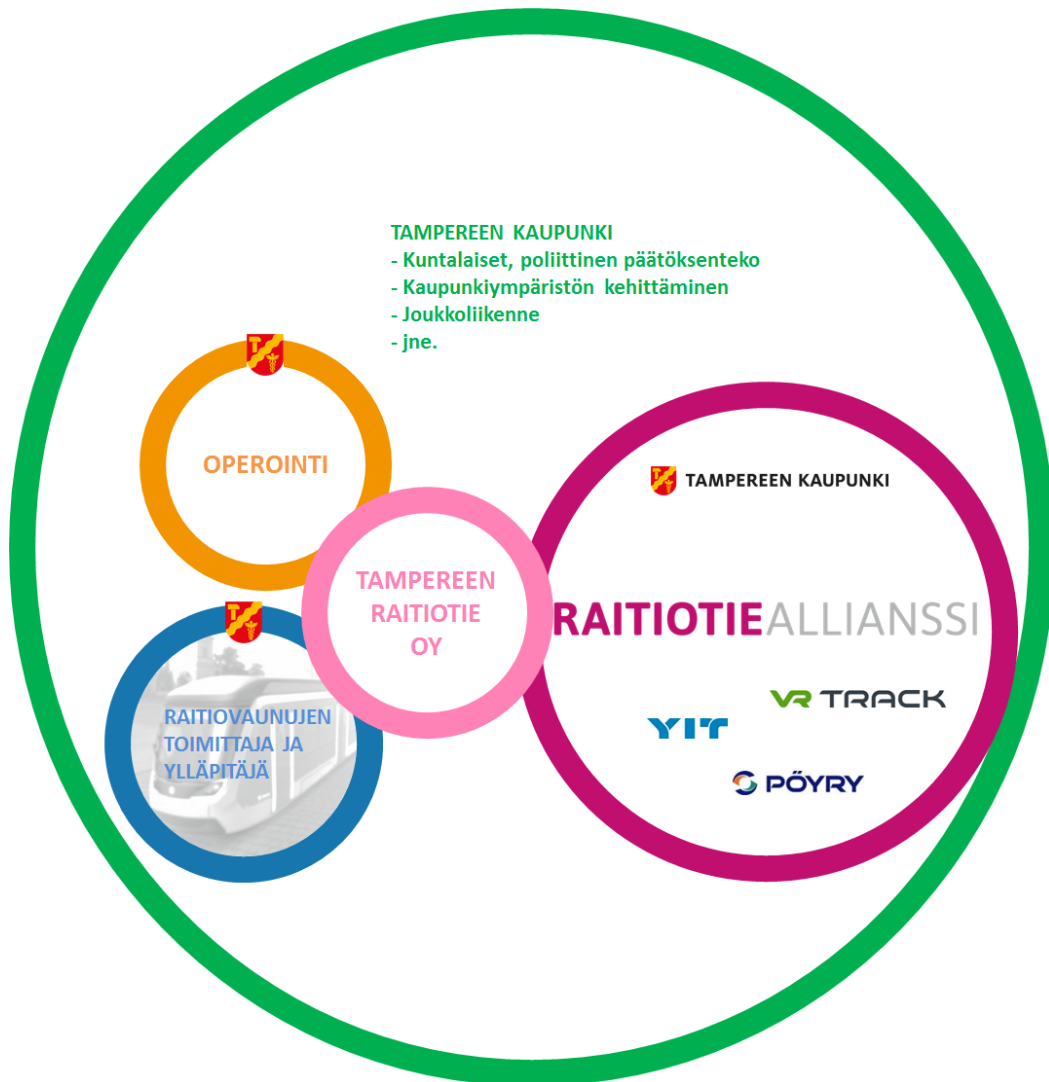 TAMPEREEN KAUPUNKI
- Kuntalaiset, poliittinen päätöksenteko
- Kaupunkiympäristön kehittäminen
- Joukkoliikenne
- jne.
OPEROINTI
TAMPEREEN KAUPUNKI
TAMPEREEN
RAITIOTIE
OY
RAITIOTIEALLIANSSI
RAITIOVAUNUJEN
TOIMITTAJA JA
YLLÄPITÄJÄ
VR TRACK
YIT
PÖYRY